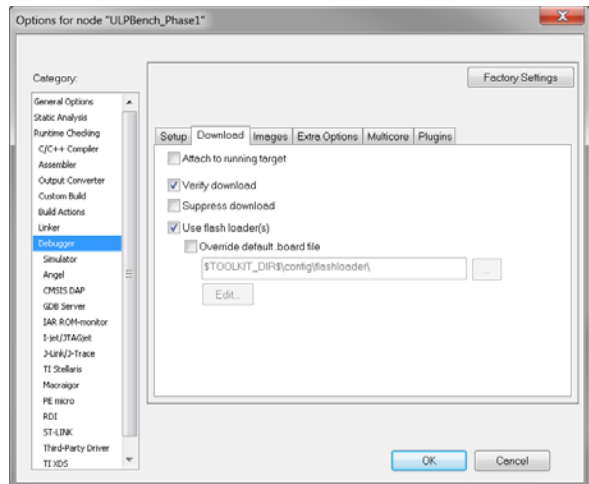 Options for node "ULPBench_Phase1"
Category:
Factory Settings
General Options
Static Analysis
Runtime Checking
C/C++ Compiler
Assembler
Output Converter
Custom Build
Build Actions
Linker
Debugger
Simulator
Angel
CMSIS DAP
GDB Server
IAR ROM-monitor
I-jet/JTAGjet
J-Link/J-Trace
TI Stellaris
Macraigor
PE micro
RDI
ST-LINK
Third-Party Driver
TI XDS
Setup Download Images Extra Options Multicore Plugins
Attach to running target
Verify download
Suppress download
Use flash loader(s)
Override default .board file
$TOOLKIT_DIR$\config\flashloader\
...
Edit...
OK Cancel